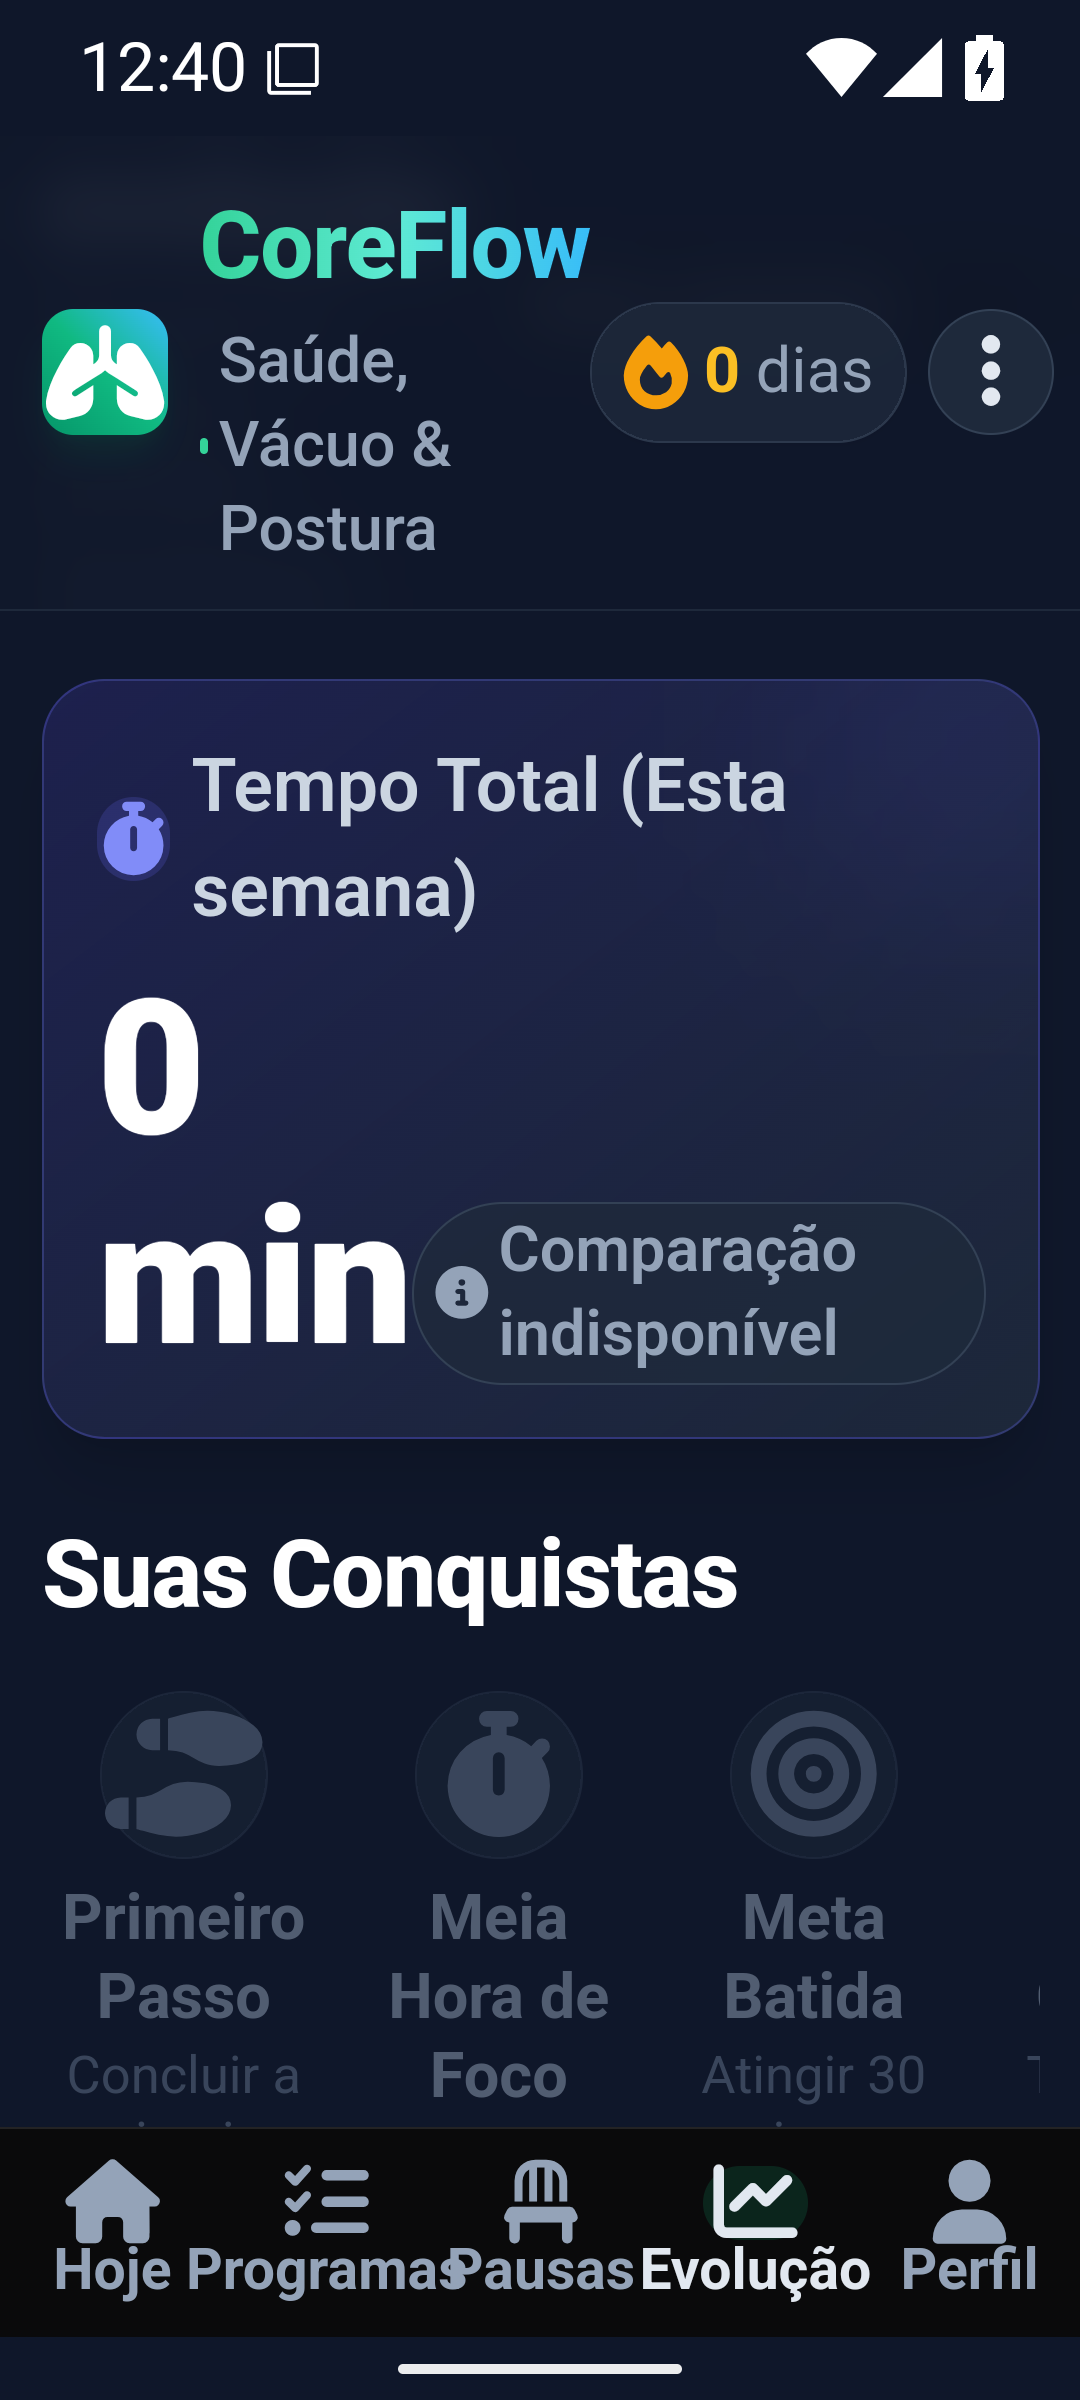 12:40
CoreFlow
Saúde,
Vácuo &
Postura
0 dias
Tempo Total (Esta
semana)
0
min
Comparação
indisponível
Suas Conquistas
Primeiro
Passo
Concluir a
Meia
Hora de
Foco
Meta
Batida
Atingir 30
Hoje
Programas
Pausas
Evolução
Perfil